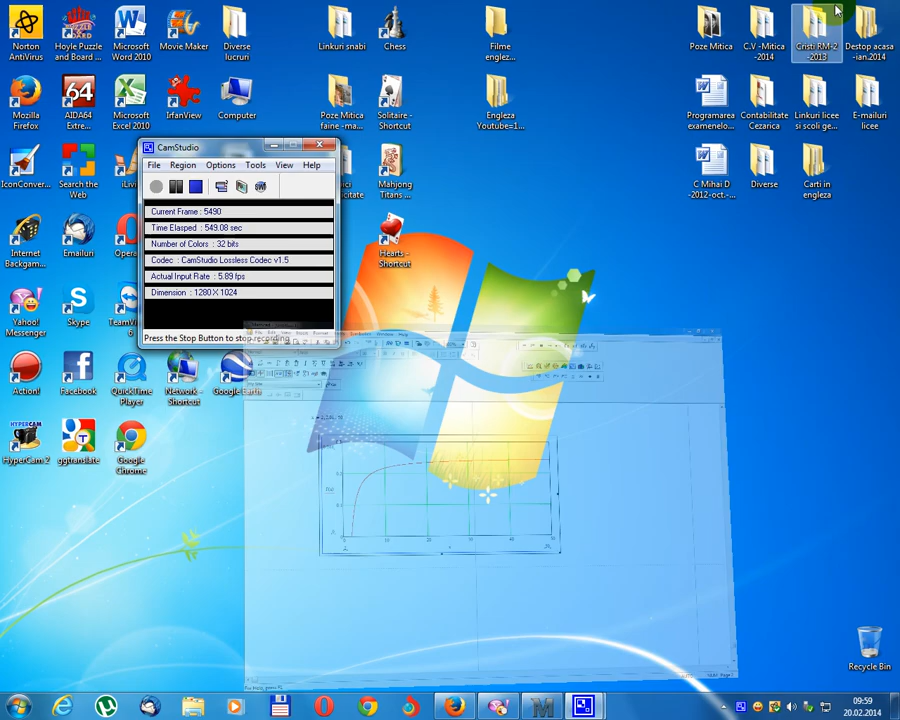 Norton
AntiVirus
Hoyle Puzzle
and Board ...
Microsoft
Word 2010
Movie Maker
Diverse
lucruri
Linkuri snabi
Chess
Filme
englez...
Poze Mitica
C.V -Mitica
-2014
Cristi RM-2
-2013
Destop acasa
-ian.2014
Mozilla
Firefox
64
AIDA64
Extre...
Microsoft
Excel 2010
IrfanView
Computer
Poze Mitica
faine -ma...
Solitaire -
Shortcut
Engleza
Youtube=1...
Programarea
examenelo...
Contabilitate
Cezarica
Linkuri licee
si scoli ge...
E-mailuri
licee
IconConver...
Search the
Web
iLivi
Mahjong
Titans ...
C Mihai D
-2012-oct.-...
Diverse
Carti in
engleza
CamStudio
File Region Options Tools View Help
Current Frame : 5490
Time Elasped : 549.08 sec
Number of Colors : 32 bits
Codec : CamStudio Lossless Codec v1.5
Actual Input Rate : 5.89 fps
Dimension : 1280 X 1024
Press the Stop Button to stop recording
Internet
Backgam...
Emailuri
Opera
Hearts -
Shortcut
Yahoo!
Messenger
Skype
TeamV
6
Action!
Facebook
QuickTime
Player
Network -
Shortcut
Google Earth
HYPERCAM
HyperCam 2
ggtranslate
Google
Chrome
Recycle Bin
09:59
20.02.2014